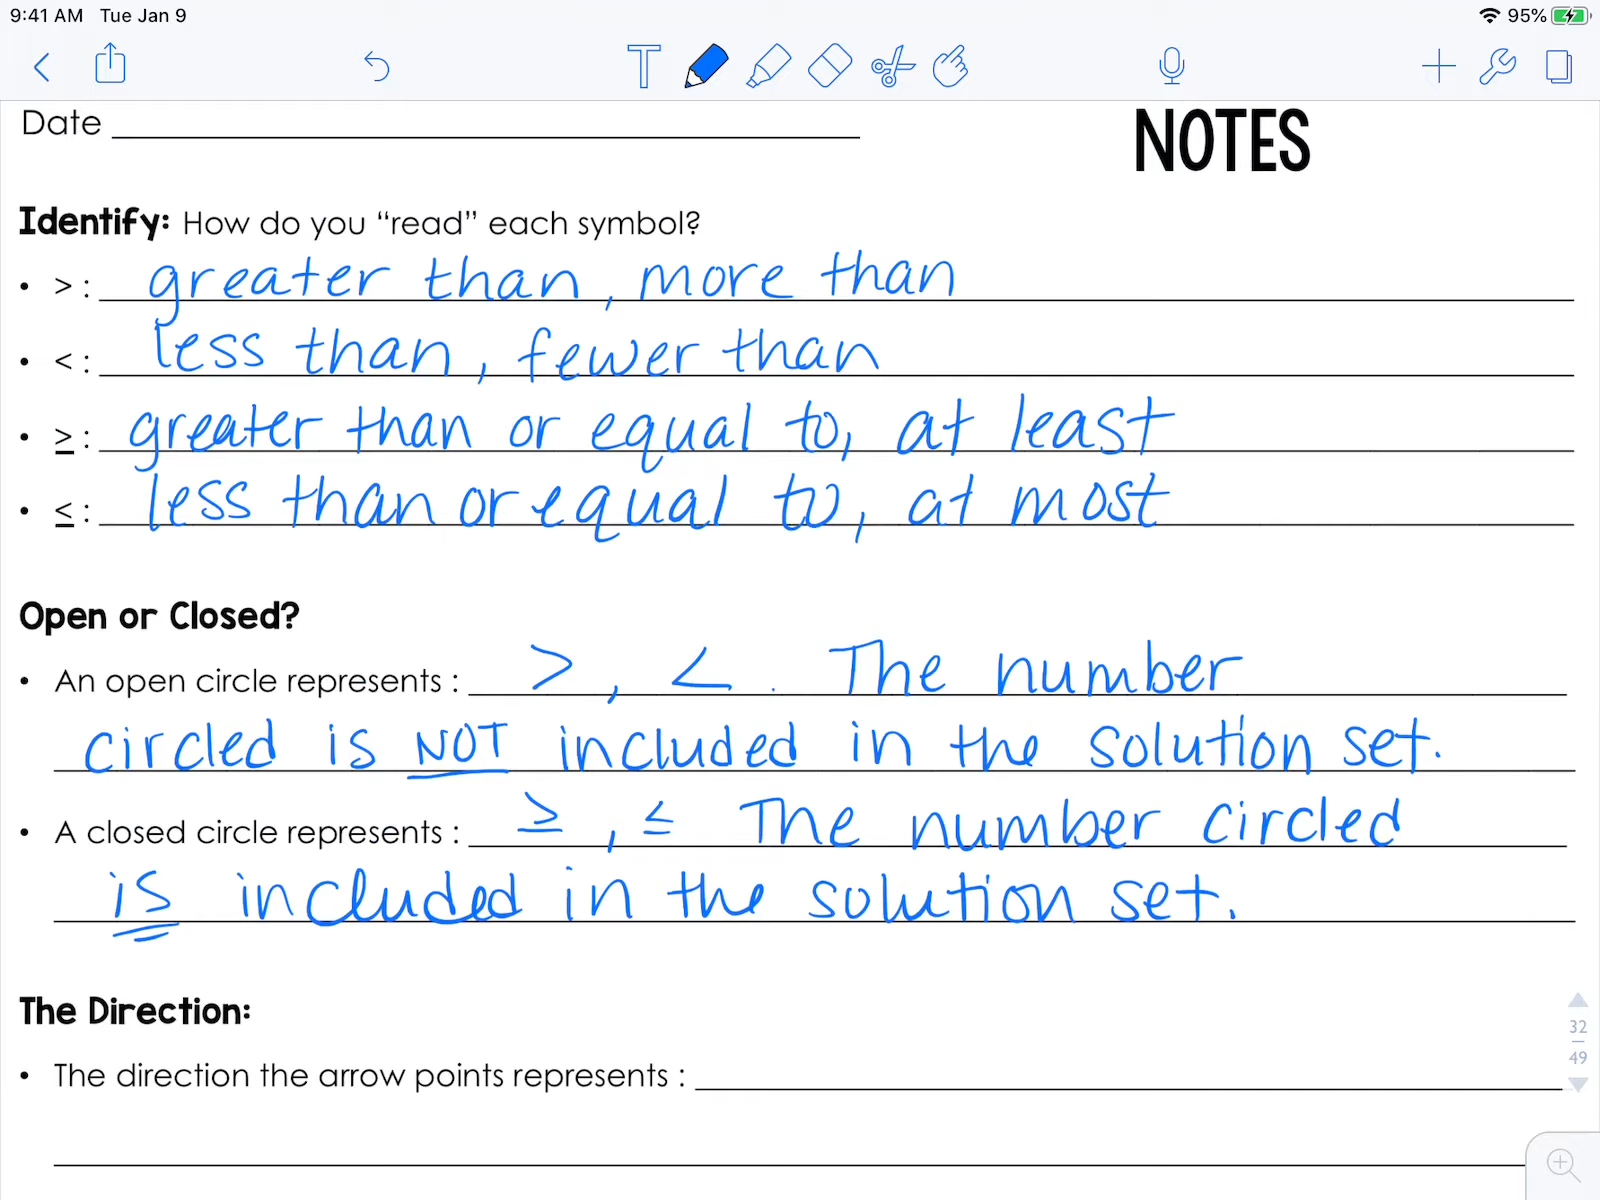 9:41 AM Tue Jan 9 95%
Date
NOTES
Identify: How do you “read” each symbol?
• > : greater than, more than
• < : less than, fewer than
• ≥ : greater than or equal to, at least
• ≤ : less than or equal to, at most
Open or Closed?
• An open circle represents : >, <. The number
circled is NOT included in the solution set.
• A closed circle represents : ≥, ≤ The number circled
is included in the solution set.
The Direction:
• The direction the arrow points represents :
32
49